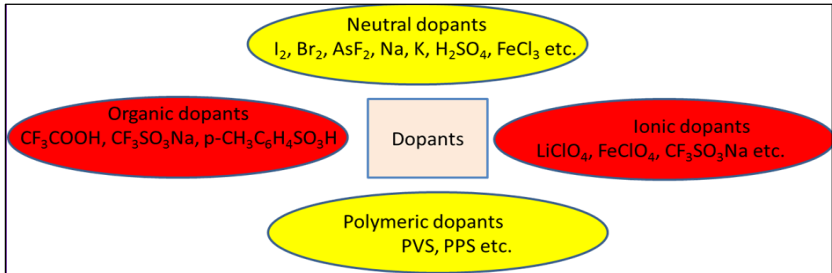 Neutral dopants
I₂, Br₂, AsF₂, Na, K, H₂SO₄, FeCl₃ etc.
Organic dopants
CF₃COOH, CF₃SO₃Na, p-CH₃C₆H₄SO₃H
Dopants
Ionic dopants
LiClO₄, FeClO₄, CF₃SO₃Na etc.
Polymeric dopants
PVS, PPS etc.